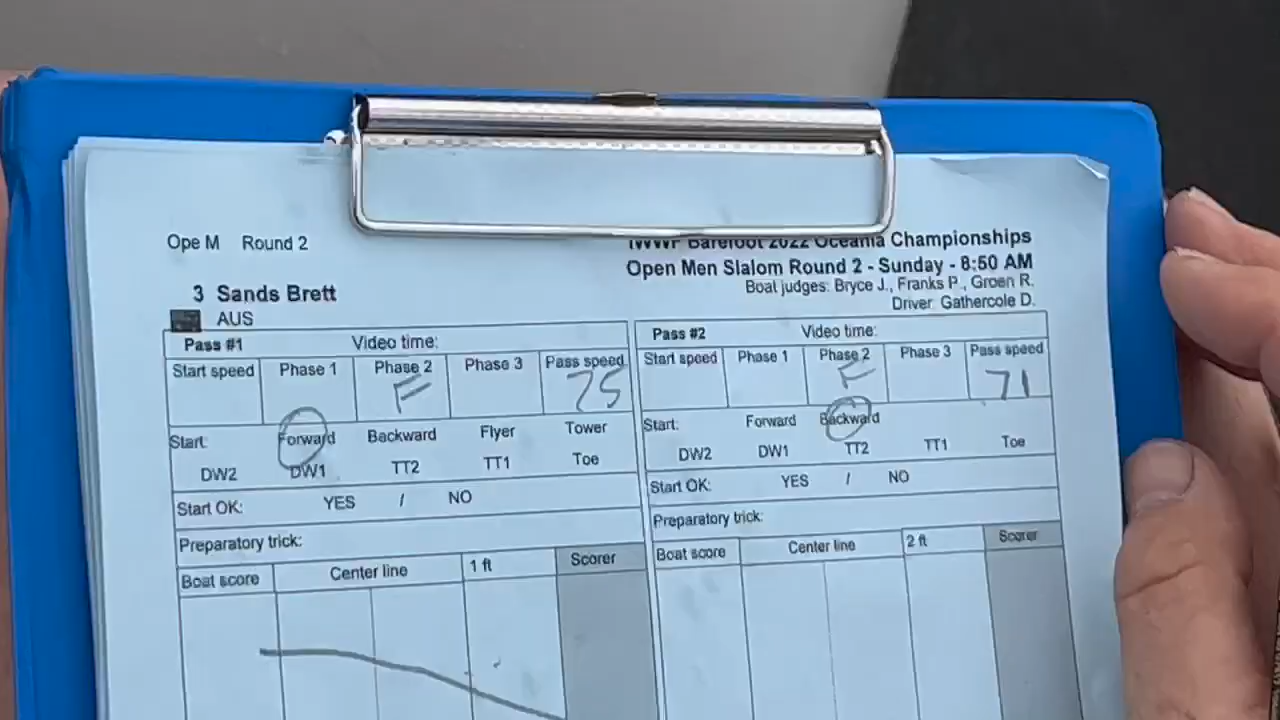 Ope M Round 2
IWWF Barefoot 2022 Oceania Championships
Open Men Slalom Round 2 - Sunday - 8:50 AM
3 Sands Brett
Boat judges: Bryce J., Franks P., Groen R.
AUS
Driver: Gathercole D.
Pass #1 Video time:
Start speed Phase 1 Phase 2 Phase 3 Pass speed
F 75
Start: Forward Backward Flyer Tower
DW2 DW1 TT2 TT1 Toe
Start OK: YES / NO
Preparatory trick:
Boat score Center line 1 ft Scorer
Pass #2 Video time:
Start speed Phase 1 Phase 2 Phase 3 Pass speed
F 71
Start: Forward Backward
DW2 DW1 TT2 TT1 Toe
Start OK: YES / NO
Preparatory trick:
Boat score Center line 2 ft Scorer